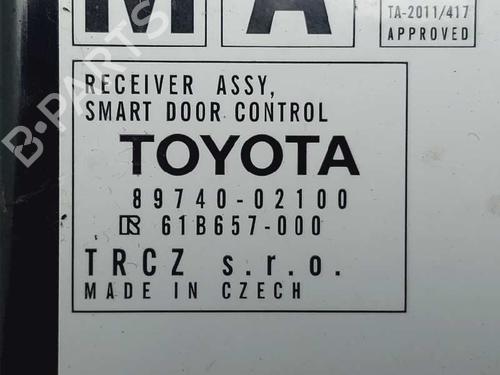 M A
TA-2011/417
APPROVED
RECEIVER ASSY,
SMART DOOR CONTROL
TOYOTA
89740-02100
61B657-000
TRCZ s.r.o.
MADE IN CZECH
B-PARTS